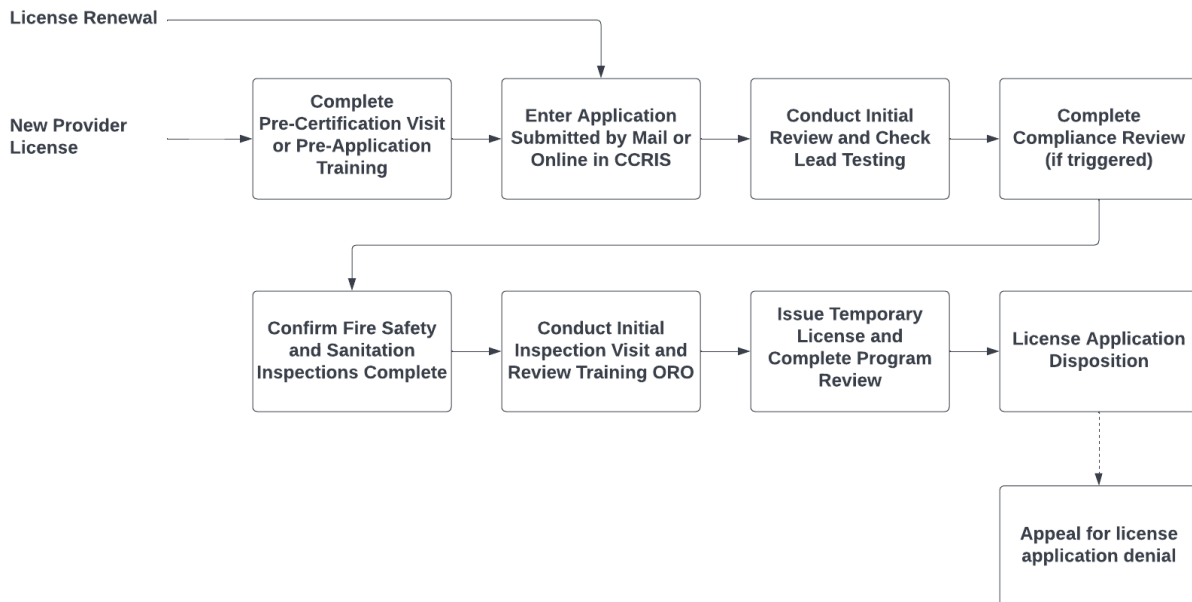 License Renewal
New Provider
License
Complete
Pre-Certification Visit
or Pre-Application
Training
Enter Application
Submitted by Mail or
Online in CCRIS
Conduct Initial
Review and Check
Lead Testing
Complete
Compliance Review
(if triggered)
Confirm Fire Safety
and Sanitation
Inspections Complete
Conduct Initial
Inspection Visit and
Review Training ORO
Issue Temporary
License and
Complete Program
Review
License Application
Disposition
Appeal for license
application denial